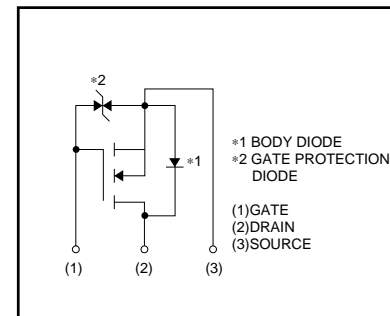 ∗2
∗1
∗1 BODY DIODE
∗2 GATE PROTECTION
DIODE
(1)GATE
(2)DRAIN
(3)SOURCE
(1) (2) (3)